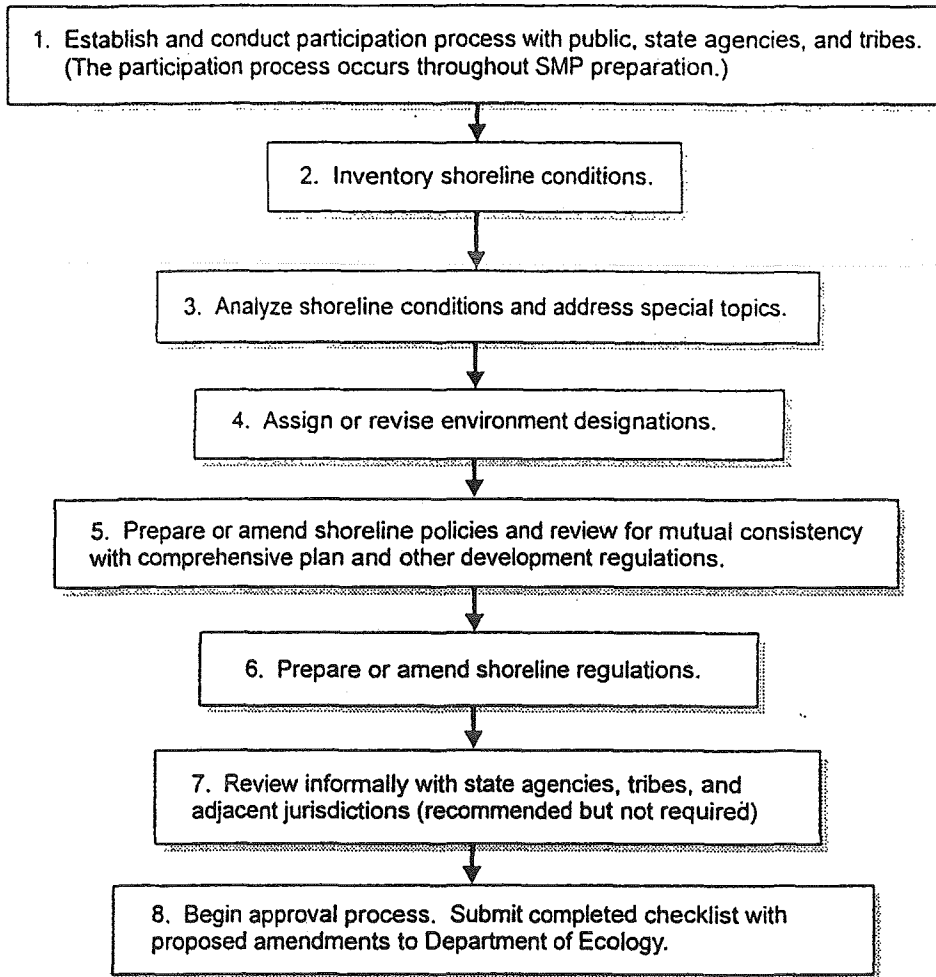 1. Establish and conduct participation process with public, state agencies, and tribes.
(The participation process occurs throughout SMP preparation.)
2. Inventory shoreline conditions.
3. Analyze shoreline conditions and address special topics.
4. Assign or revise environment designations.
5. Prepare or amend shoreline policies and review for mutual consistency
with comprehensive plan and other development regulations.
6. Prepare or amend shoreline regulations.
7. Review informally with state agencies, tribes, and
adjacent jurisdictions (recommended but not required)
8. Begin approval process. Submit completed checklist with
proposed amendments to Department of Ecology.